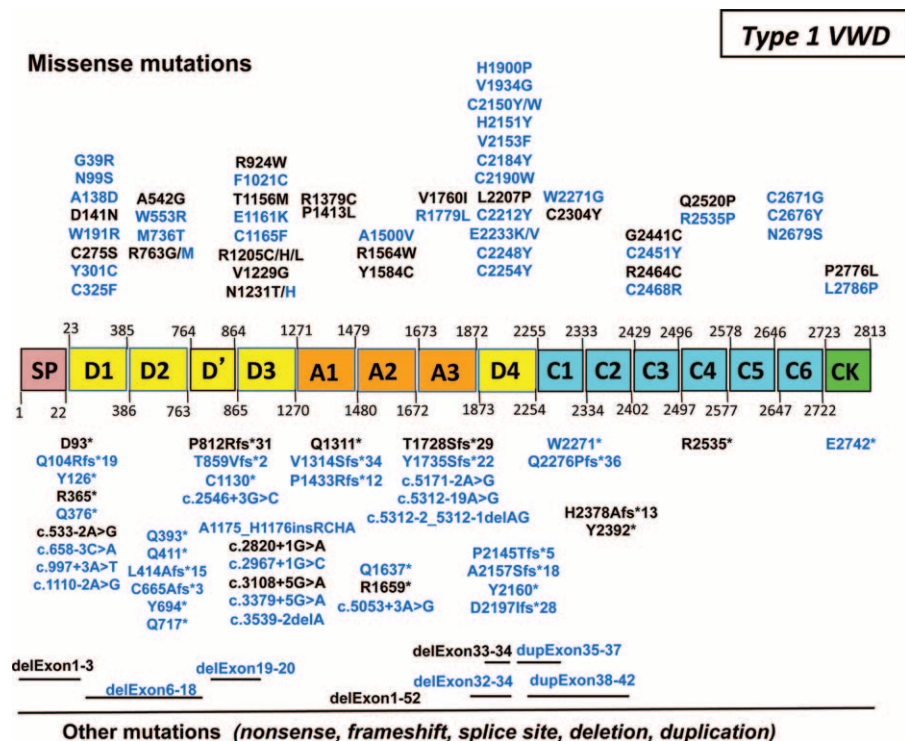 Type 1 VWD
Missense mutations
G39R
N99S
A138D
D141N
W191R
C275S
Y301C
C325F
A542G
W553R
M736T
R763G/M
R924W
F1021C
T1156M
E1161K
C1165F
R1205C/H/L
V1229G
N1231T/H
R1379C
P1413L
A1500V
R1564W
Y1584C
V1760I
R1779L
H1900P
V1934G
C2150Y/W
H2151Y
V2153F
C2184Y
C2190W
L2207P
C2212Y
E2233K/V
C2248Y
C2254Y
W2271G
C2304Y
G2441C
C2451Y
R2464C
C2468R
Q2520P
R2535P
C2671G
C2676Y
N2679S
P2776L
L2786P
23 385 764 864 1271 1479 1673 1872 2255 2333 2429 2496 2578 2646 2723 2813
SP D1 D2 D' D3 A1 A2 A3 D4 C1 C2 C3 C4 C5 C6 CK
1 22 386 763 865 1270 1480 1672 1873 2254 2334 2402 2497 2577 2647 2722
D93*
Q104Rfs*19
Y126*
R365*
Q376*
c.533-2A>G
c.658-3C>A
c.997+3A>T
c.1110-2A>G
Q393*
Q411*
L414Afs*15
C665Afs*3
Y694*
Q717*
P812Rfs*31
T859Vfs*2
C1130*
c.2546+3G>C
A1175_H1176insRCHA
c.2820+1G>A
c.2967+1G>C
c.3108+5G>A
c.3379+5G>A
c.3539-2delA
Q1311*
V1314Sfs*34
P1433Rfs*12
Q1637*
R1659*
c.5053+3A>G
T1728Sfs*29
Y1735Sfs*22
c.5171-2A>G
c.5312-19A>G
c.5312-2_5312-1delAG
P2145Tfs*5
A2157Sfs*18
Y2160*
D2197Ifs*28
W2271*
Q2276Pfs*36
H2378Afs*13
Y2392*
R2535*
E2742*
delExon1-3
delExon6-18
delExon19-20
delExon1-52
delExon33-34
delExon32-34
dupExon35-37
dupExon38-42
Other mutations (nonsense, frameshift, splice site, deletion, duplication)